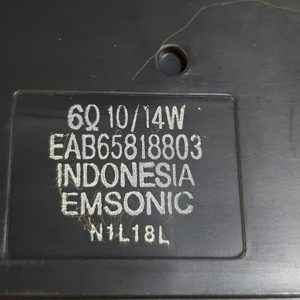 6Ω 10/14W
EAB65818803
INDONESIA
EMSONIC
N1L18L